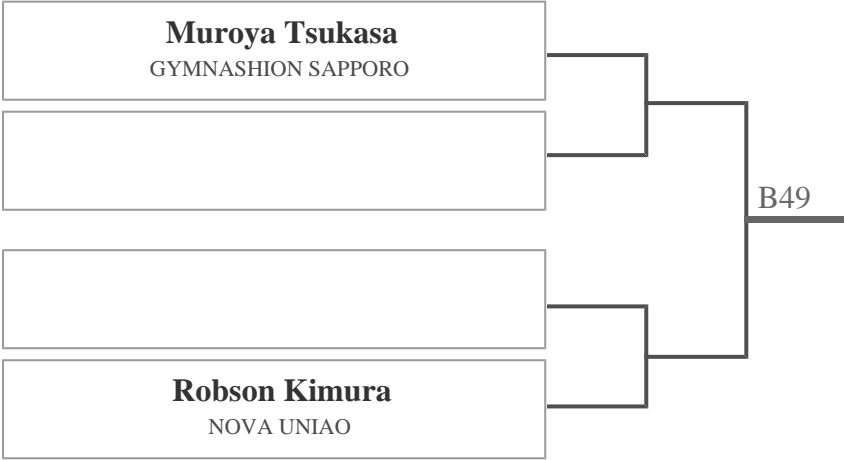 Muroya Tsukasa
GYMNASHION SAPPORO
B49
Robson Kimura
NOVA UNIAO